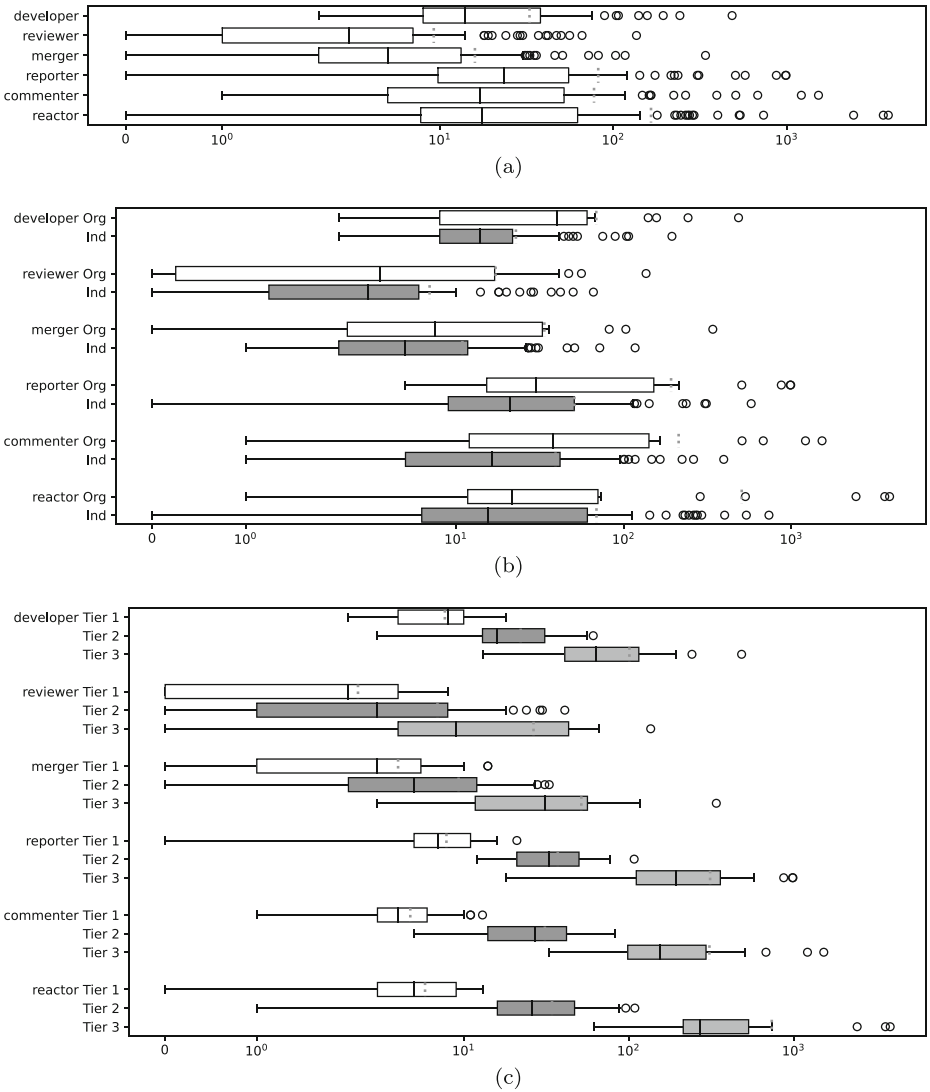 developer
reviewer
merger
reporter
commenter
reactor
0 10⁰ 10¹ 10² 10³
(a)
developer Org
Ind
reviewer Org
Ind
merger Org
Ind
reporter Org
Ind
commenter Org
Ind
reactor Org
Ind
0 10⁰ 10¹ 10² 10³
(b)
developer Tier 1
Tier 2
Tier 3
reviewer Tier 1
Tier 2
Tier 3
merger Tier 1
Tier 2
Tier 3
reporter Tier 1
Tier 2
Tier 3
commenter Tier 1
Tier 2
Tier 3
reactor Tier 1
Tier 2
Tier 3
0 10⁰ 10¹ 10² 10³
(c)